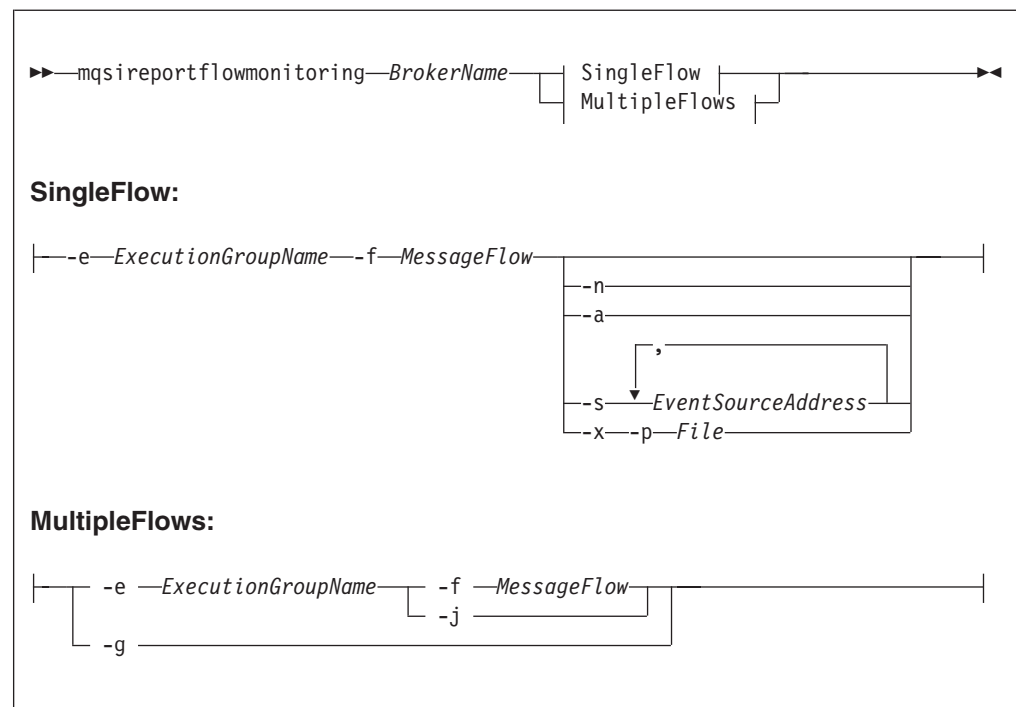 mqsireportflowmonitoring BrokerName SingleFlow
MultipleFlows
SingleFlow:
-e ExecutionGroupName -f MessageFlow
-n
-a
,
-s EventSourceAddress
-x -p File
MultipleFlows:
-e ExecutionGroupName -f MessageFlow
-j
-g